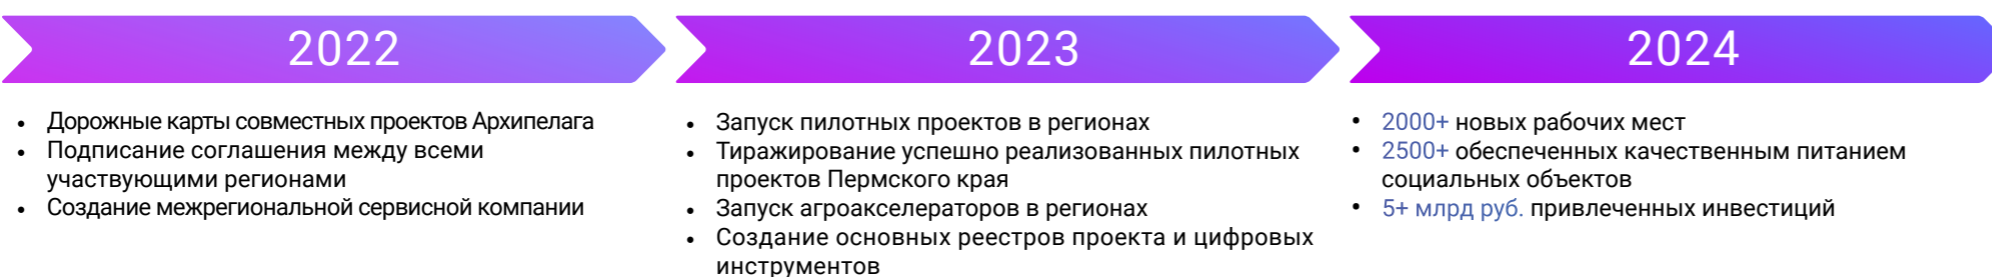 2022
• Дорожные карты совместных проектов Архипелага
• Подписание соглашения между всеми
участвующими регионами
• Создание межрегиональной сервисной компании
2023
• Запуск пилотных проектов в регионах
• Тиражирование успешно реализованных пилотных
проектов Пермского края
• Запуск агроакселераторов в регионах
• Создание основных реестров проекта и цифровых
инструментов
2024
• 2000+ новых рабочих мест
• 2500+ обеспеченных качественным питанием
социальных объектов
• 5+ млрд руб. привлеченных инвестиций